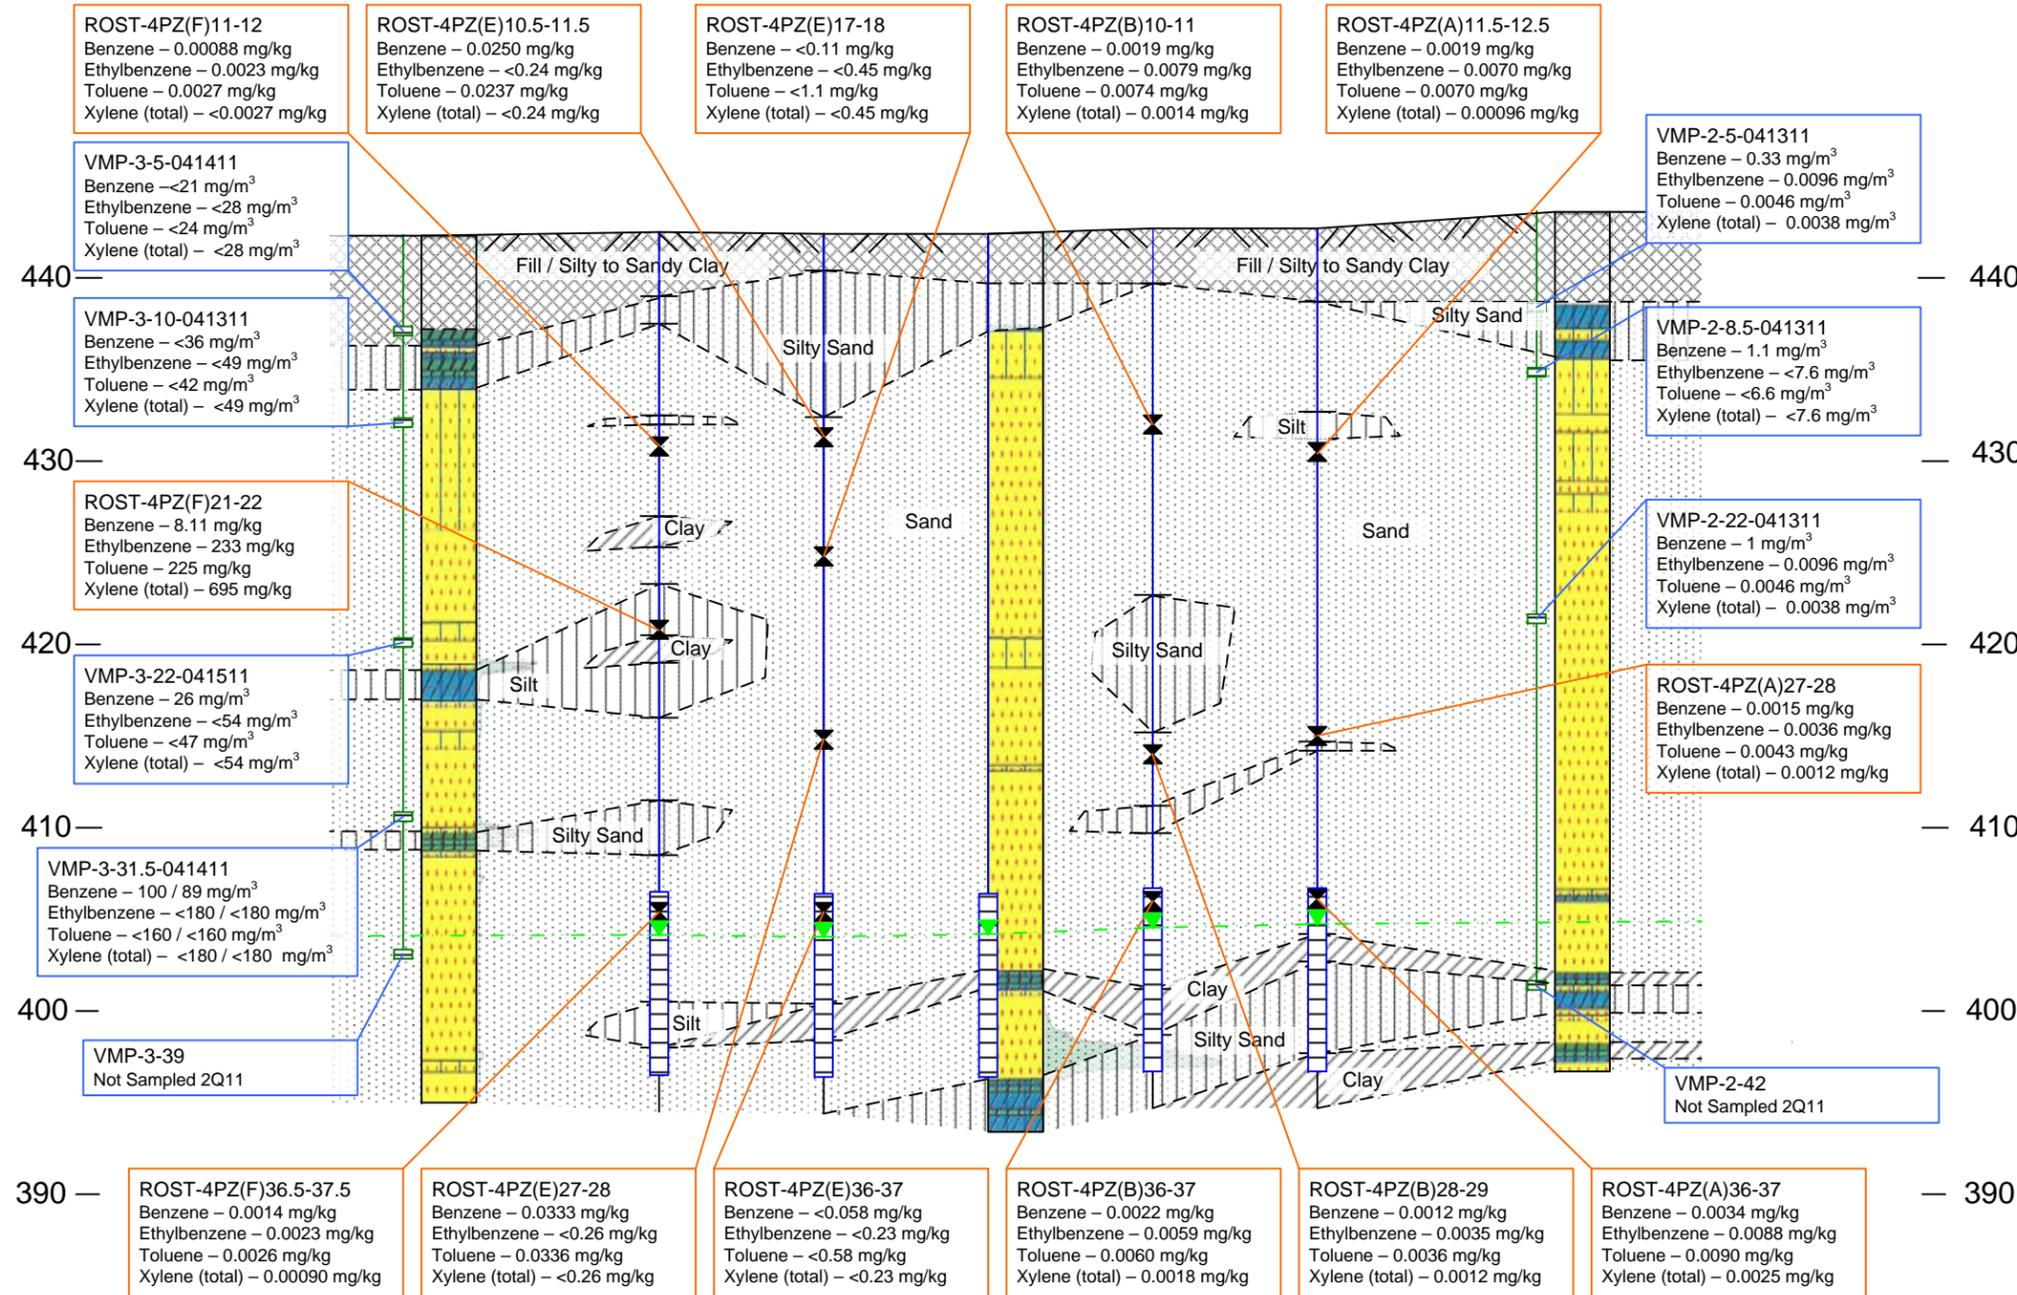 ROST-4PZ(F)11-12
Benzene – 0.00088 mg/kg
Ethylbenzene – 0.0023 mg/kg
Toluene – 0.0027 mg/kg
Xylene (total) – <0.0027 mg/kg
ROST-4PZ(E)10.5-11.5
Benzene – 0.0250 mg/kg
Ethylbenzene – <0.24 mg/kg
Toluene – 0.0237 mg/kg
Xylene (total) – <0.24 mg/kg
ROST-4PZ(E)17-18
Benzene – <0.11 mg/kg
Ethylbenzene – <0.45 mg/kg
Toluene – <1.1 mg/kg
Xylene (total) – <0.45 mg/kg
ROST-4PZ(B)10-11
Benzene – 0.0019 mg/kg
Ethylbenzene – 0.0079 mg/kg
Toluene – 0.0074 mg/kg
Xylene (total) – 0.0014 mg/kg
ROST-4PZ(A)11.5-12.5
Benzene – 0.0019 mg/kg
Ethylbenzene – 0.0070 mg/kg
Toluene – 0.0070 mg/kg
Xylene (total) – 0.00096 mg/kg
VMP-3-5-041411
Benzene –<21 mg/m³
Ethylbenzene – <28 mg/m³
Toluene – <24 mg/m³
Xylene (total) – <28 mg/m³
VMP-2-5-041311
Benzene – 0.33 mg/m³
Ethylbenzene – 0.0096 mg/m³
Toluene – 0.0046 mg/m³
Xylene (total) – 0.0038 mg/m³
440
Fill / Silty to Sandy Clay
Fill / Silty to Sandy Clay
440
VMP-3-10-041311
Benzene – <36 mg/m³
Ethylbenzene – <49 mg/m³
Toluene – <42 mg/m³
Xylene (total) – <49 mg/m³
Silty Sand
Silty Sand
VMP-2-8.5-041311
Benzene – 1.1 mg/m³
Ethylbenzene – <7.6 mg/m³
Toluene – <6.6 mg/m³
Xylene (total) – <7.6 mg/m³
Silt
430
430
ROST-4PZ(F)21-22
Benzene – 8.11 mg/kg
Ethylbenzene – 233 mg/kg
Toluene – 225 mg/kg
Xylene (total) – 695 mg/kg
Clay
Sand
Sand
VMP-2-22-041311
Benzene – 1 mg/m³
Ethylbenzene – 0.0096 mg/m³
Toluene – 0.0046 mg/m³
Xylene (total) – 0.0038 mg/m³
420
Clay
Silty Sand
420
Silt
VMP-3-22-041511
Benzene – 26 mg/m³
Ethylbenzene – <54 mg/m³
Toluene – <47 mg/m³
Xylene (total) – <54 mg/m³
ROST-4PZ(A)27-28
Benzene – 0.0015 mg/kg
Ethylbenzene – 0.0036 mg/kg
Toluene – 0.0043 mg/kg
Xylene (total) – 0.0012 mg/kg
410
Silty Sand
410
VMP-3-31.5-041411
Benzene – 100 / 89 mg/m³
Ethylbenzene – <180 / <180 mg/m³
Toluene – <160 / <160 mg/m³
Xylene (total) – <180 / <180 mg/m³
Clay
400
Silt
Silty Sand
400
VMP-3-39
Not Sampled 2Q11
Clay
VMP-2-42
Not Sampled 2Q11
390
390
ROST-4PZ(F)36.5-37.5
Benzene – 0.0014 mg/kg
Ethylbenzene – 0.0023 mg/kg
Toluene – 0.0026 mg/kg
Xylene (total) – 0.00090 mg/kg
ROST-4PZ(E)27-28
Benzene – 0.0333 mg/kg
Ethylbenzene – <0.26 mg/kg
Toluene – 0.0336 mg/kg
Xylene (total) – <0.26 mg/kg
ROST-4PZ(E)36-37
Benzene – <0.058 mg/kg
Ethylbenzene – <0.23 mg/kg
Toluene – <0.58 mg/kg
Xylene (total) – <0.23 mg/kg
ROST-4PZ(B)36-37
Benzene – 0.0022 mg/kg
Ethylbenzene – 0.0059 mg/kg
Toluene – 0.0060 mg/kg
Xylene (total) – 0.0018 mg/kg
ROST-4PZ(B)28-29
Benzene – 0.0012 mg/kg
Ethylbenzene – 0.0035 mg/kg
Toluene – 0.0036 mg/kg
Xylene (total) – 0.0012 mg/kg
ROST-4PZ(A)36-37
Benzene – 0.0034 mg/kg
Ethylbenzene – 0.0088 mg/kg
Toluene – 0.0090 mg/kg
Xylene (total) – 0.0025 mg/kg